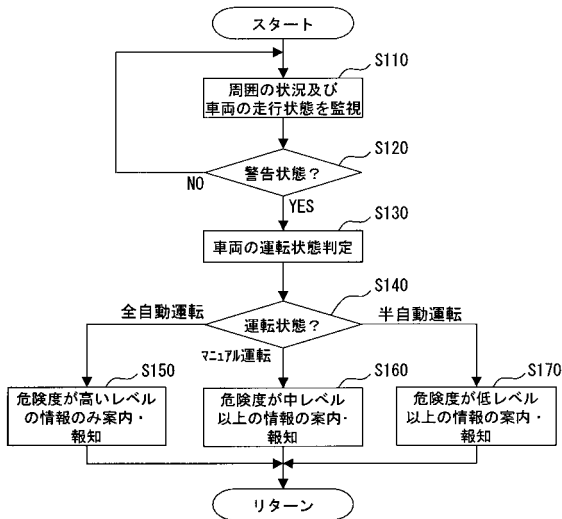 スタート
S110
周囲の状況及び
車両の走行状態を監視
S120
警告状態？
NO
YES
S130
車両の運転状態判定
S140
運転状態？
全自動運転
マニュアル運転
半自動運転
S150
危険度が高いレベル
の情報のみ案内・
報知
S160
危険度が中レベル
以上の情報の案内・
報知
S170
危険度が低レベル
以上の情報の案内・
報知
リターン